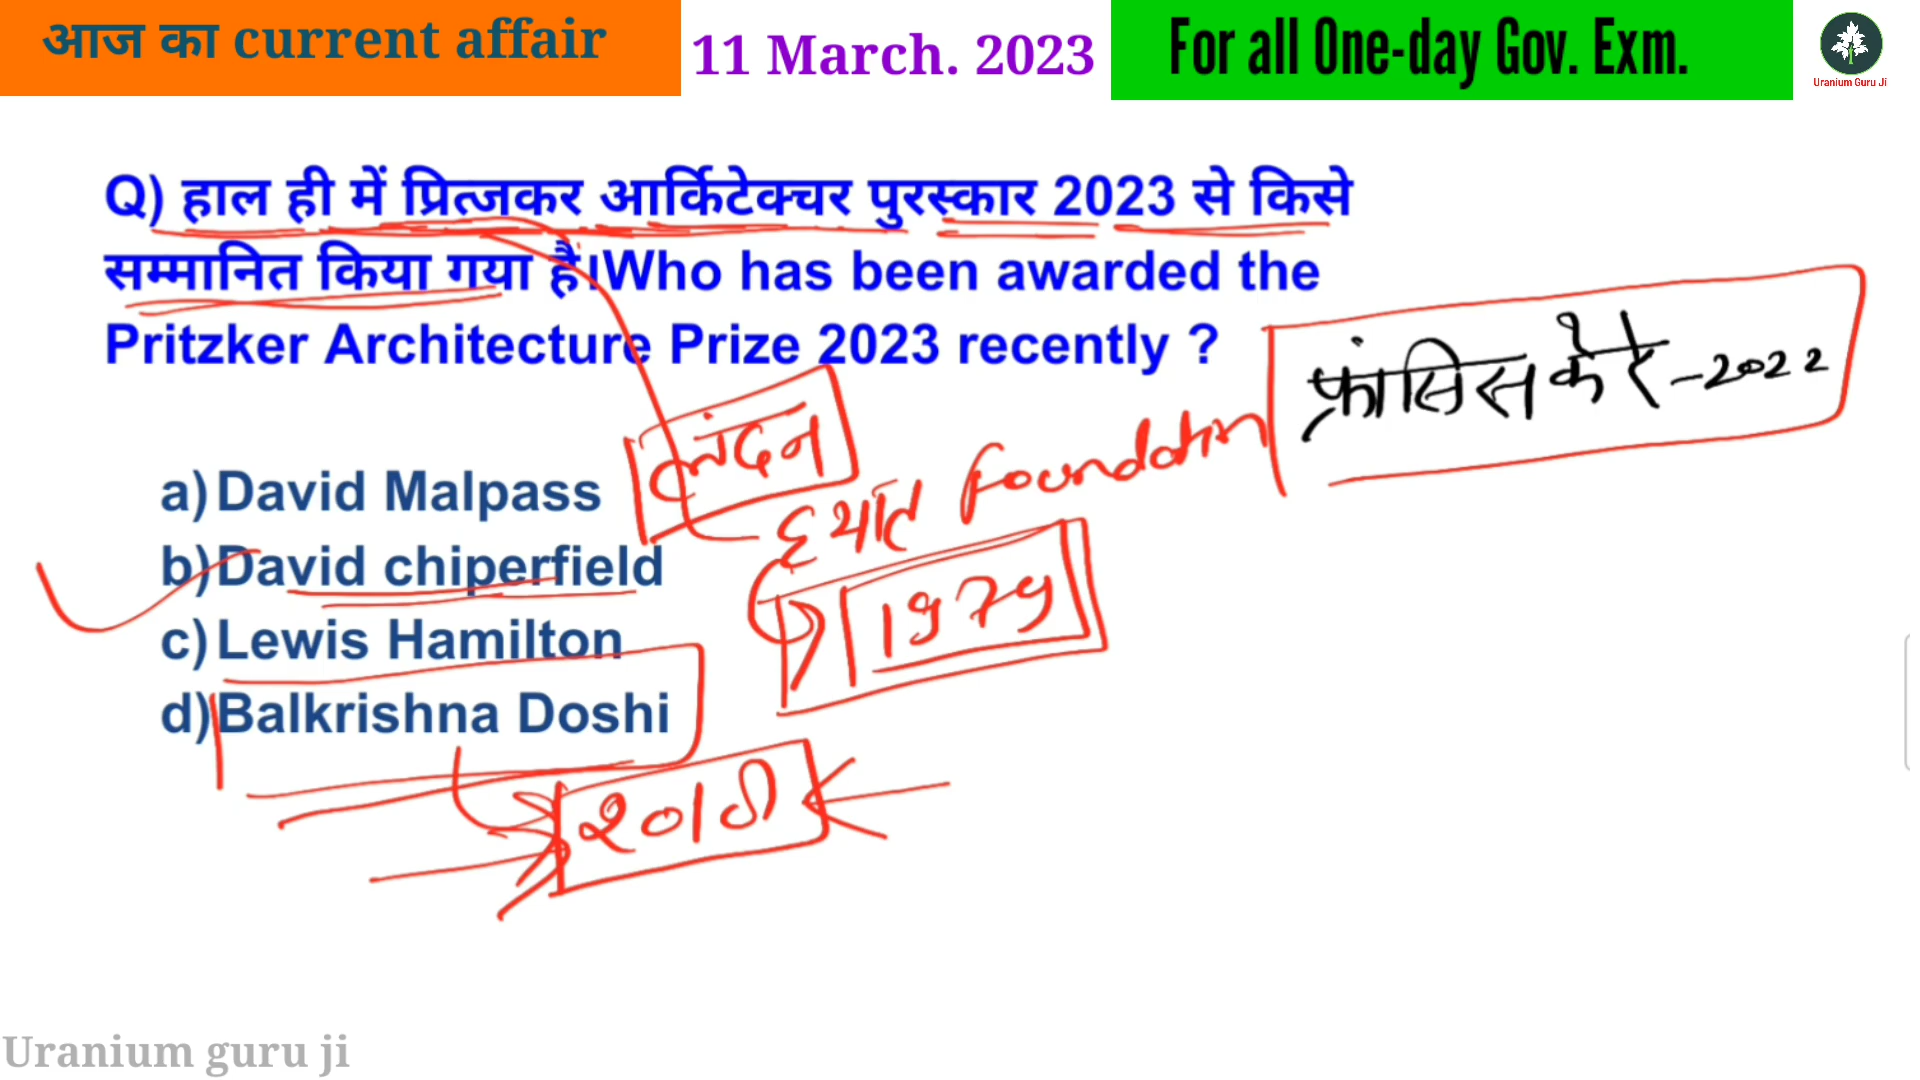 आज का current affair
11 March. 2023
For all One-day Gov. Exm.
Uranium Guru Ji
Q) हाल ही में प्रित्जकर आर्किटेक्चर पुरस्कार 2023 से किसे
सम्मानित किया गया है।Who has been awarded the
Pritzker Architecture Prize 2023 recently ?
फ्रांसिस केरे -2022
लंदन
a) David Malpass
हयात foundation
b) David chiperfield
1979
c) Lewis Hamilton
d) Balkrishna Doshi
2018
Uranium guru ji